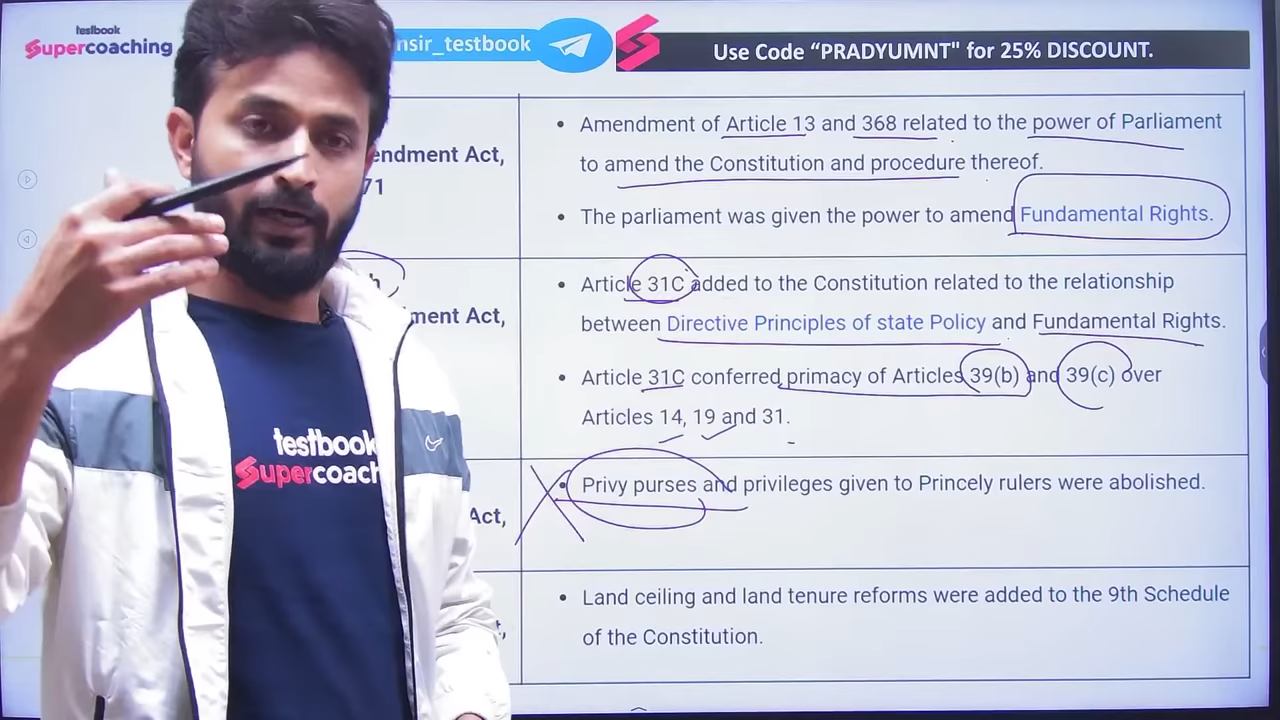 testbook
Supercoaching
nsir_testbook
Use Code “PRADYUMNT" for 25% DISCOUNT.
endment Act,
71
• Amendment of Article 13 and 368 related to the power of Parliament
to amend the Constitution and procedure thereof.
• The parliament was given the power to amend Fundamental Rights.
h
ment Act,
• Article 31C added to the Constitution related to the relationship
between Directive Principles of state Policy and Fundamental Rights.
• Article 31C conferred primacy of Articles 39(b) and 39(c) over
Articles 14, 19 and 31.
Act,
• Privy purses and privileges given to Princely rulers were abolished.
• Land ceiling and land tenure reforms were added to the 9th Schedule
of the Constitution.
testbook
Supercoach